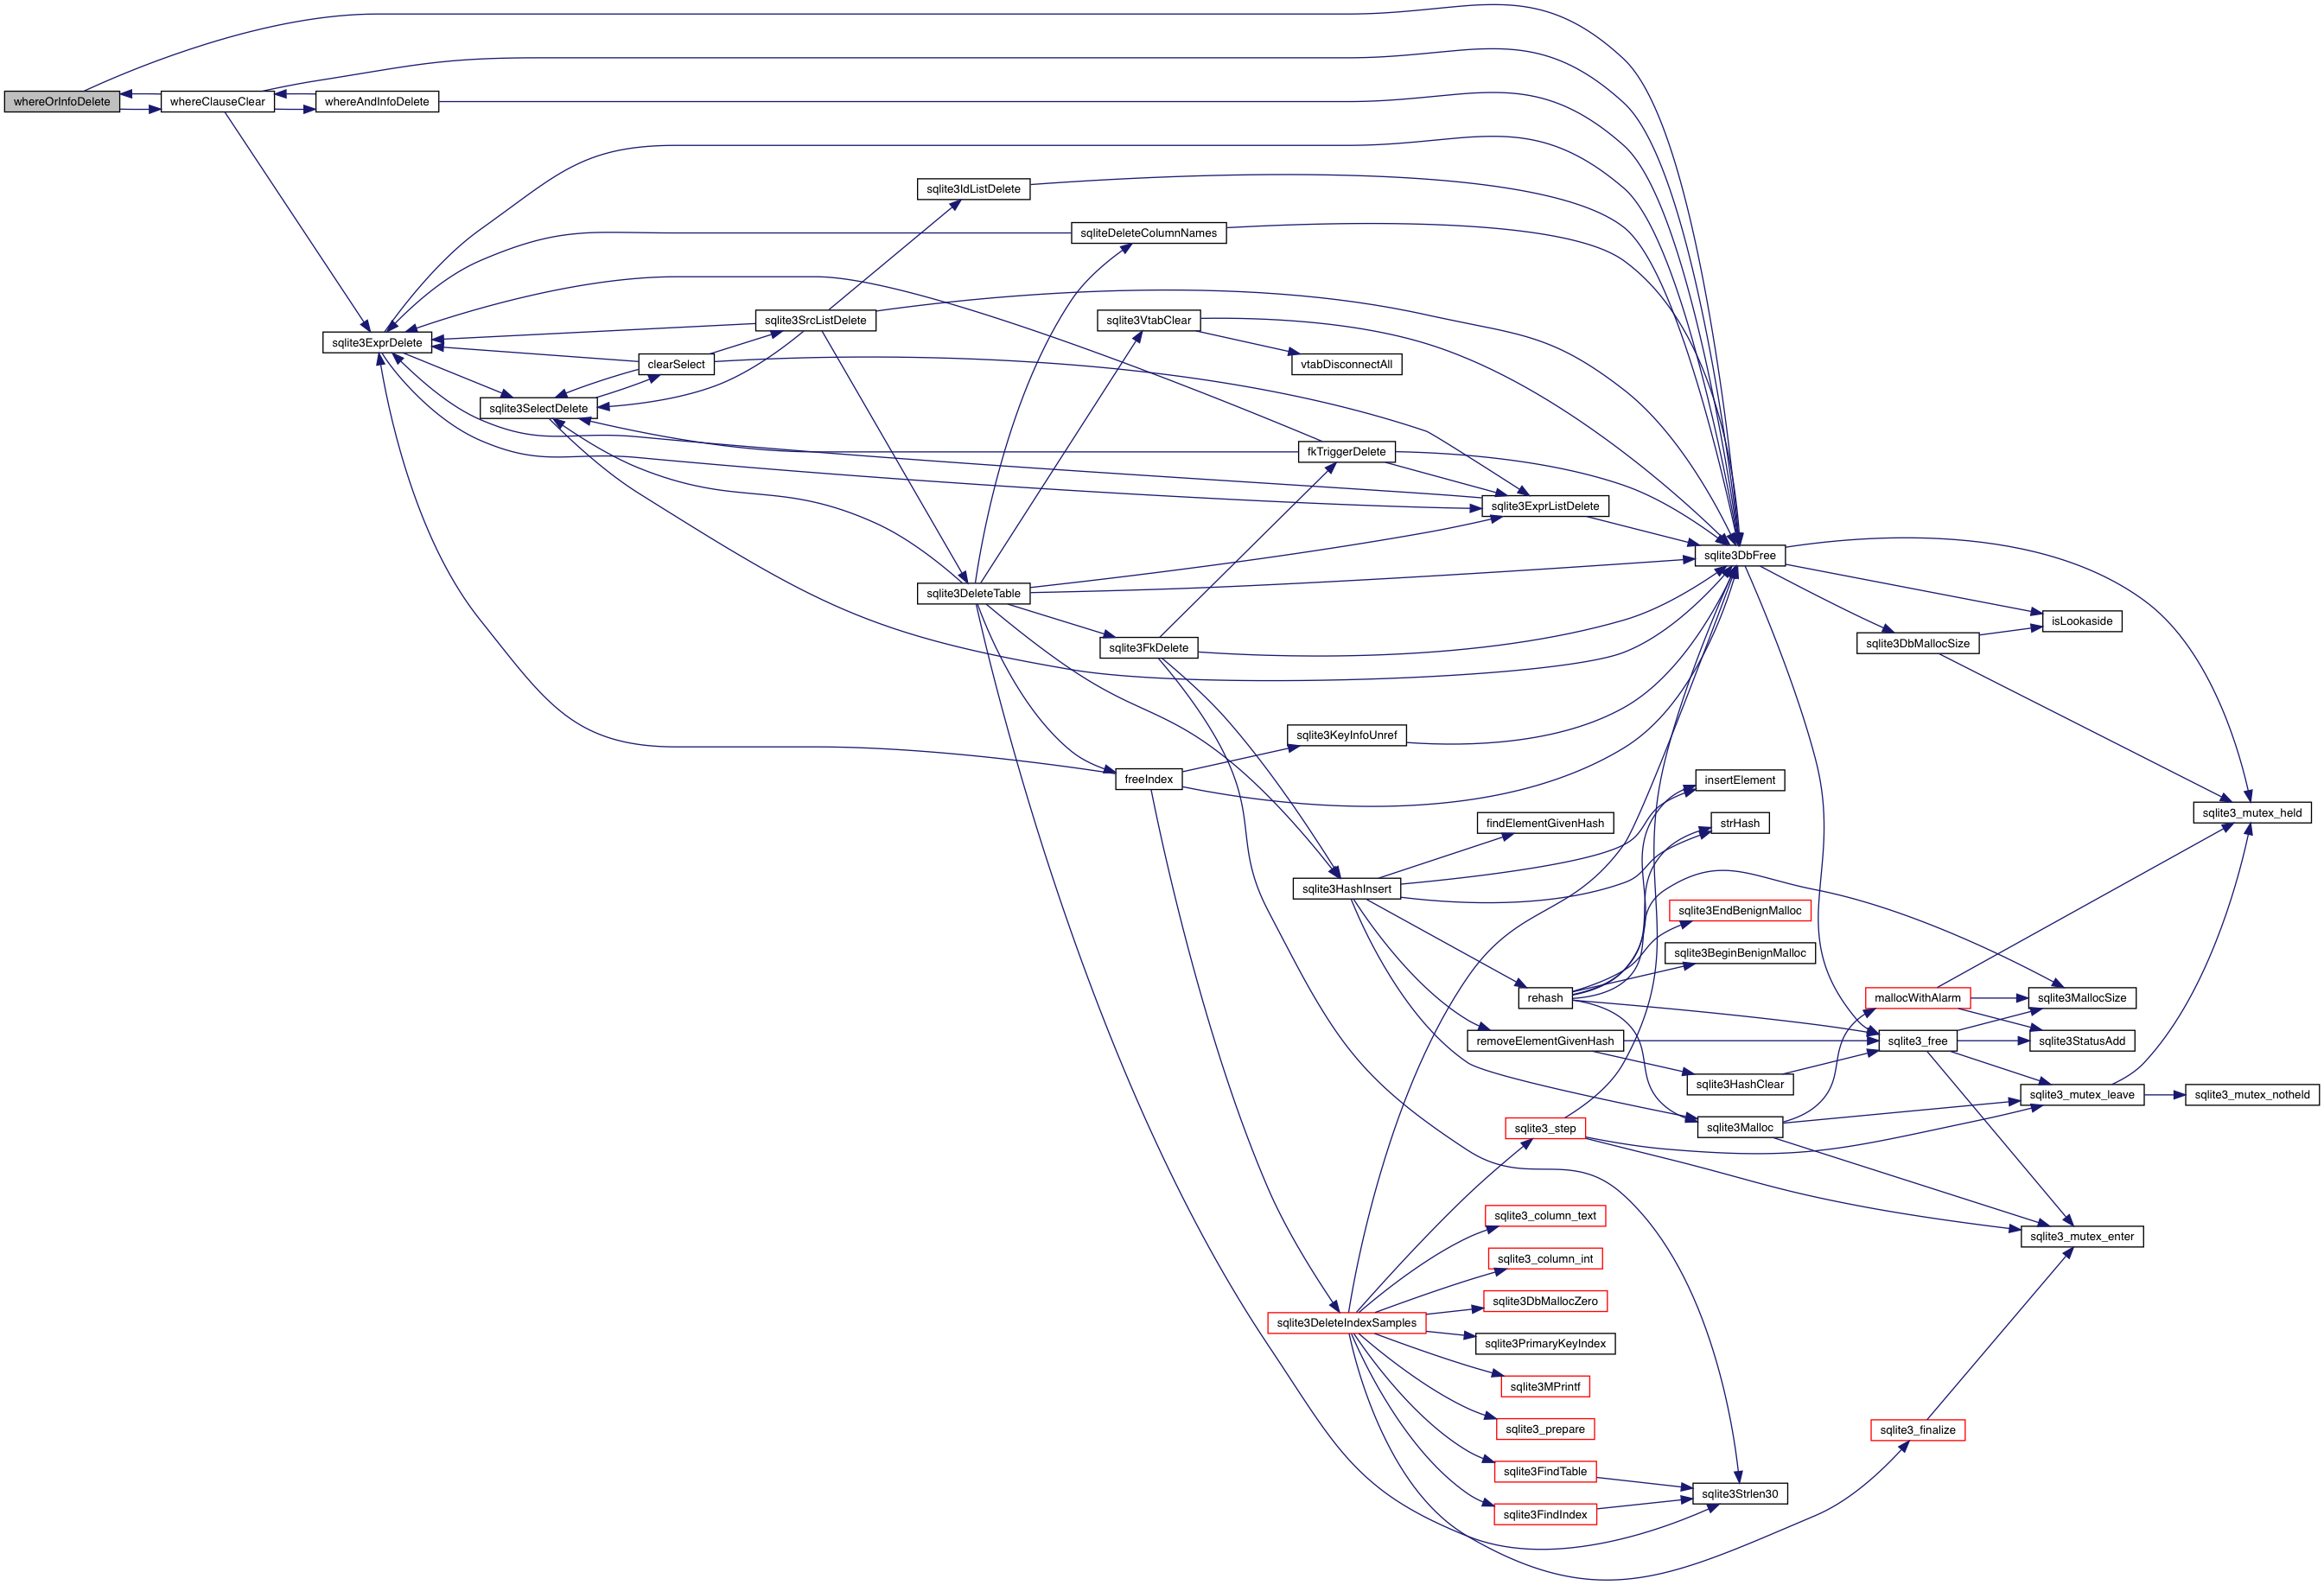 whereOrInfoDelete
whereClauseClear
whereAndInfoDelete
sqlite3IdListDelete
sqliteDeleteColumnNames
sqlite3SrcListDelete
sqlite3VtabClear
sqlite3ExprDelete
clearSelect
vtabDisconnectAll
sqlite3SelectDelete
fkTriggerDelete
sqlite3ExprListDelete
sqlite3DbFree
sqlite3DeleteTable
isLookaside
sqlite3FkDelete
sqlite3DbMallocSize
sqlite3KeyInfoUnref
freeIndex
insertElement
sqlite3_mutex_held
findElementGivenHash
strHash
sqlite3HashInsert
sqlite3EndBenignMalloc
sqlite3BeginBenignMalloc
rehash
mallocWithAlarm
sqlite3MallocSize
removeElementGivenHash
sqlite3_free
sqlite3StatusAdd
sqlite3HashClear
sqlite3_mutex_leave
sqlite3_mutex_notheld
sqlite3_step
sqlite3Malloc
sqlite3_column_text
sqlite3_mutex_enter
sqlite3_column_int
sqlite3DbMallocZero
sqlite3DeleteIndexSamples
sqlite3PrimaryKeyIndex
sqlite3MPrintf
sqlite3_prepare
sqlite3_finalize
sqlite3FindTable
sqlite3Strlen30
sqlite3FindIndex